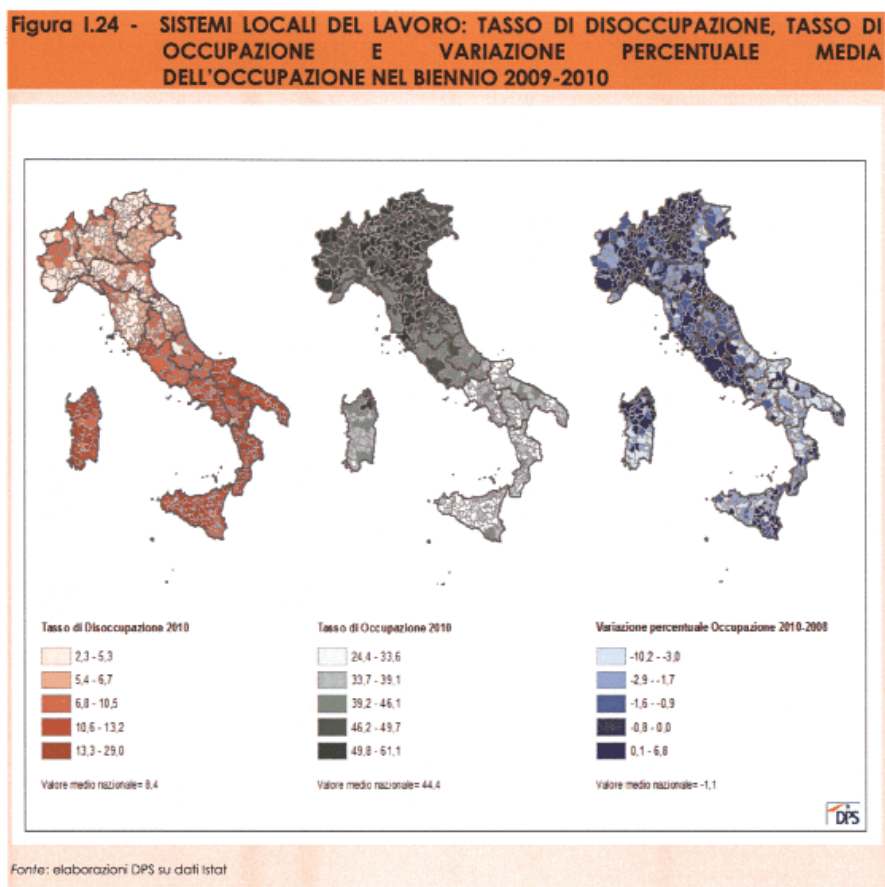 Figura I.24 - SISTEMI LOCALI DEL LAVORO: TASSO DI DISOCCUPAZIONE, TASSO DI
OCCUPAZIONE E VARIAZIONE PERCENTUALE MEDIA
DELL'OCCUPAZIONE NEL BIENNIO 2009-2010
Tasso di Disoccupazione 2010
2,3 - 5,3
5,4 - 6,7
6,8 - 10,5
10,6 - 13,2
13,3 - 29,0
Valore medio nazionale= 8,4
Tasso di Occupazione 2010
24,4 - 33,6
33,7 - 39,1
39,2 - 46,1
46,2 - 49,7
49,8 - 61,1
Valore medio nazionale= 44,4
Variazione percentuale Occupazione 2010-2008
-10,2 - -3,0
-2,9 - -1,7
-1,6 - -0,9
-0,8 - 0,0
0,1 - 6,8
Valore medio nazionale= -1,1
DPS
Fonte: elaborazioni DPS su dati Istat